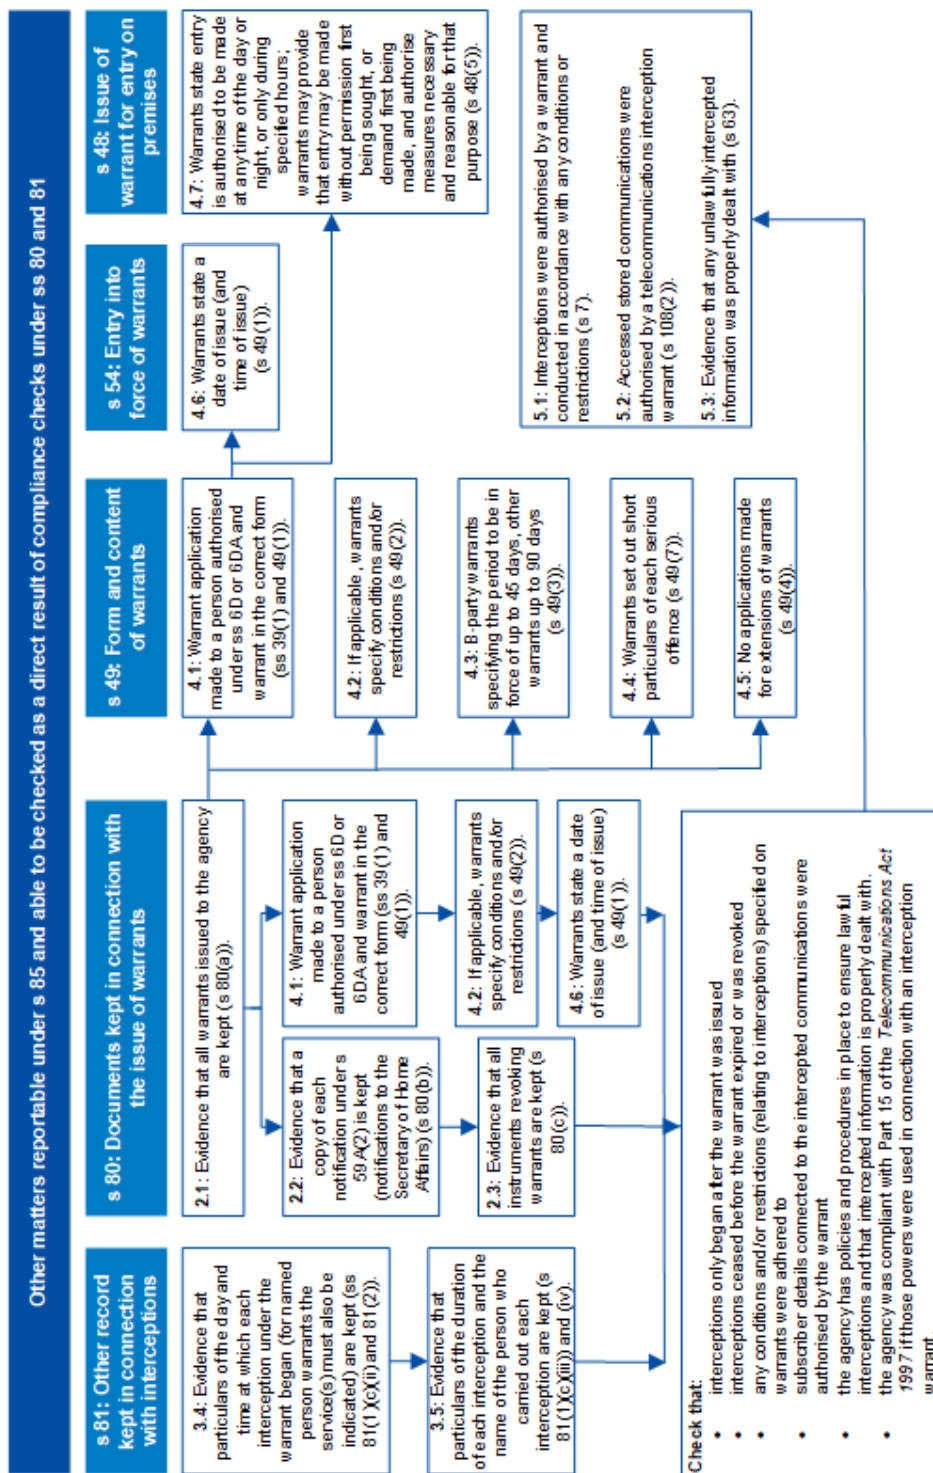 Other matters reportable under s 85 and able to be checked as a direct result of compliance checks under ss 80 and 81
s 81: Other record
kept in connection
with interceptions
s 80: Documents kept in connection with
the issue of warrants
s 49: Form and content
of warrants
s 54: Entry into
force of warrants
s 48: Issue of
warrant for entry on
premises
3.4: Evidence that
particulars of the day and
time at which each
interception under the
warrant began (for named
person warrants the
service(s) must also be
indicated) are kept (ss
81(1)(c)(ii) and 81(2)).
3.5: Evidence that
particulars of the duration
of each interception and the
name of the person who
carried out each
interception are kept (s
81(1)(c)(iii) and (iv).
2.1: Evidence that all warrants issued to the agency
are kept (s 80(a)).
2.2: Evidence that a
copy of each
notification under s
59A(2) is kept
(notifications to the
Secretary of Home
Affairs) (s 80(b)).
2.3: Evidence that all
instruments revoking
warrants are kept (s
80(c)).
4.1: Warrant application
made to a person
authorised under ss 6D or
6DA and warrant in the
correct form (ss 39(1) and
49(1)).
4.2: If applicable, warrants
specify conditions and/or
restrictions (s 49(2)).
4.6: Warrants state a date
of issue (and time of issue)
(s 49(1)).
4.1: Warrant application
made to a person authorised
under ss 6D or 6DA and
warrant in the correct form
(ss 39(1) and 49(1)).
4.2: If applicable, warrants
specify conditions and/or
restrictions (s 49(2)).
4.3: B-party warrants
specifying the period to be in
force of up to 45 days, other
warrants up to 90 days
(s 49(3)).
4.4: Warrants set out short
particulars of each serious
offence (s 49(7)).
4.5: No applications made
for extensions of warrants
(s 49(4)).
4.6: Warrants state a
date of issue (and
time of issue)
(s 49(1)).
4.7: Warrants state entry
is authorised to be made
at any time of the day or
night, or only during
specified hours;
warrants may provide
that entry may be made
without permission first
being sought, or
demand first being
made, and authorise
measures necessary
and reasonable for that
purpose (s 48(5)).
Check that:
• interceptions only began after the warrant was issued
• interceptions ceased before the warrant expired or was revoked
• any conditions and/or restrictions (relating to interceptions) specified on
warrants were adhered to
• subscriber details connected to the intercepted communications were
authorised by the warrant
• the agency has policies and procedures in place to ensure lawful
interceptions and that intercepted information is properly dealt with.
• the agency was compliant with Part 15 of the Telecommunications Act
1997 if those powers were used in connection with an interception
warrant.
5.1: Interceptions were authorised by a warrant and
conducted in accordance with any conditions or
restrictions (s 7).
5.2: Accessed stored communications were
authorised by a telecommunications interception
warrant (s 108(2)).
5.3: Evidence that any unlawfully intercepted
information was properly dealt with (s 63).